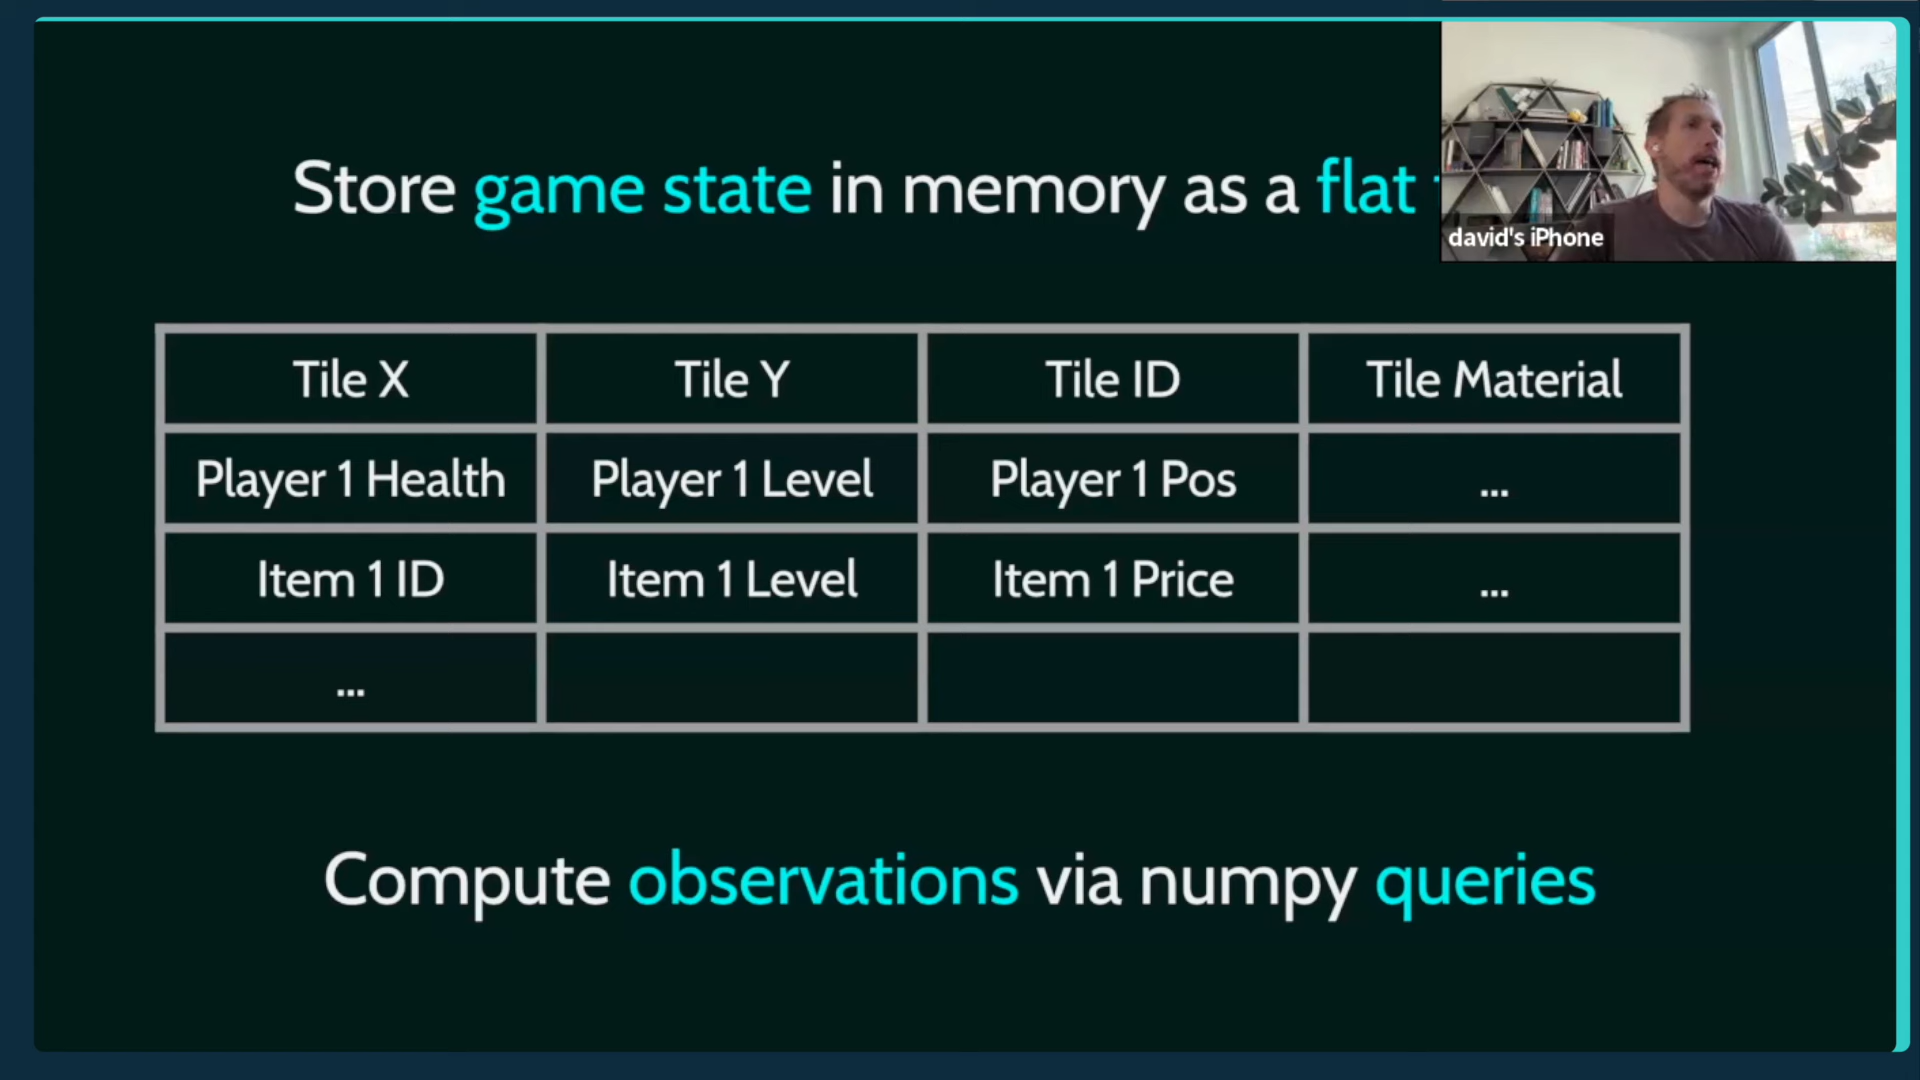 Store game state in memory as a flat
david's iPhone
Tile X Tile Y Tile ID Tile Material
Player 1 Health Player 1 Level Player 1 Pos ...
Item 1 ID Item 1 Level Item 1 Price ...
...
Compute observations via numpy queries